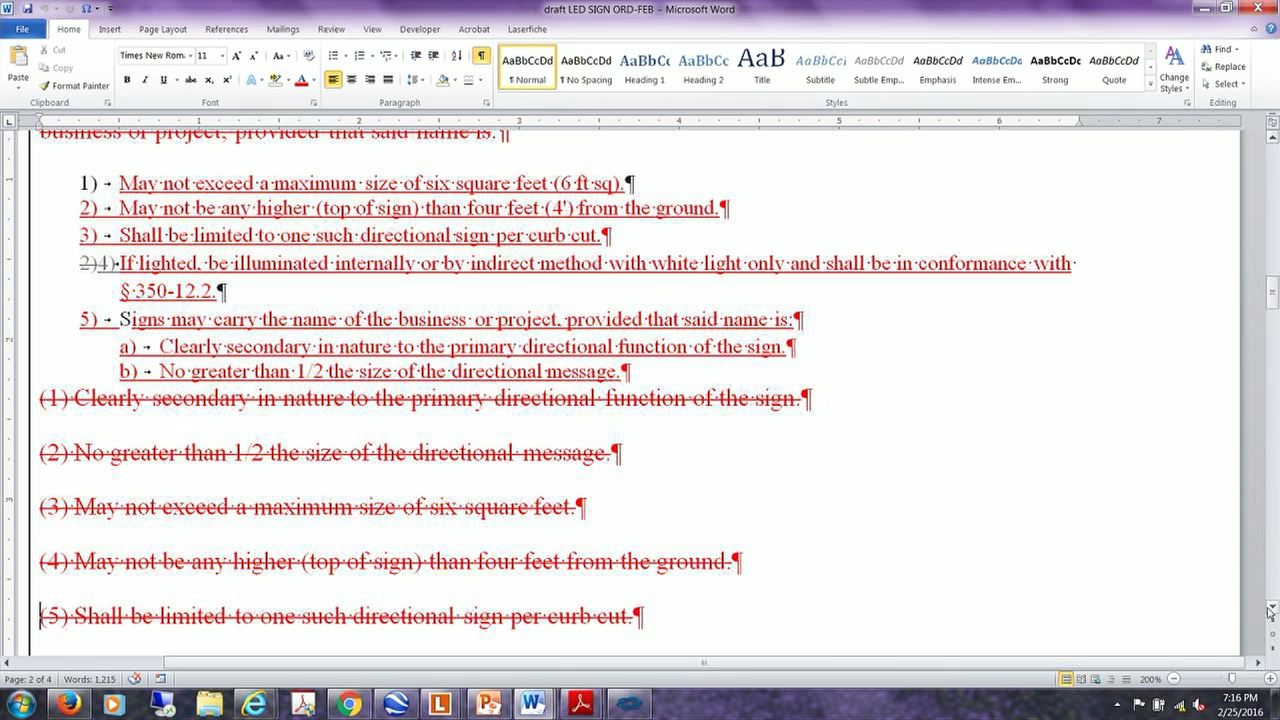 draft LED SIGN ORD-FEB - Microsoft Word
File Home Insert Page Layout References Mailings Review View Developer Acrobat Laserfiche
Paste
Cut
Copy
Format Painter
Clipboard
Times New Rom 11
Font
Paragraph
AaBbCcDd AaBbCcDd AaBbCc AaBbCc AaB AaBbCcI AaBbCcDd AaBbCcDd AaBbCcDd AaBbCcDc AaBbCcDd
¶ Normal ¶ No Spacing Heading 1 Heading 2 Title Subtitle Subtle Emp... Emphasis Intense Em... Strong Quote
Styles
Change Styles
Find
Replace
Select
Editing
1 2 3 4 5 6 7
business or project, provided that said name is:¶
1) May not exceed a maximum size of six square feet (6 ft sq).¶
2) May not be any higher (top of sign) than four feet (4') from the ground.¶
3) Shall be limited to one such directional sign per curb cut.¶
2)4) If lighted, be illuminated internally or by indirect method with white light only and shall be in conformance with
§ 350-12.2.¶
5) Signs may carry the name of the business or project, provided that said name is:¶
a) Clearly secondary in nature to the primary directional function of the sign.¶
b) No greater than 1/2 the size of the directional message.¶
(1) Clearly secondary in nature to the primary directional function of the sign.¶
(2) No greater than 1/2 the size of the directional message.¶
(3) May not exceed a maximum size of six square feet.¶
(4) May not be any higher (top of sign) than four feet from the ground.¶
(5) Shall be limited to one such directional sign per curb cut.¶
Page: 2 of 4 Words: 1,215 200%
7:16 PM
2/25/2016